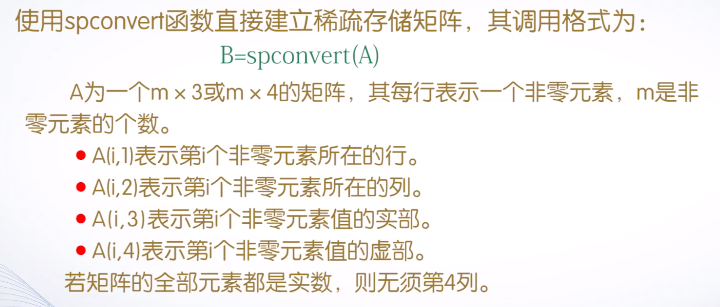 使用spconvert函数直接建立稀疏存储矩阵，其调用格式为：
B=spconvert(A)
A为一个m×3或m×4的矩阵，其每行表示一个非零元素，m是非
零元素的个数。
•A(i,1)表示第i个非零元素所在的行。
•A(i,2)表示第i个非零元素所在的列。
•A(i,3)表示第i个非零元素值的实部。
•A(i,4)表示第i个非零元素值的虚部。
若矩阵的全部元素都是实数，则无须第4列。